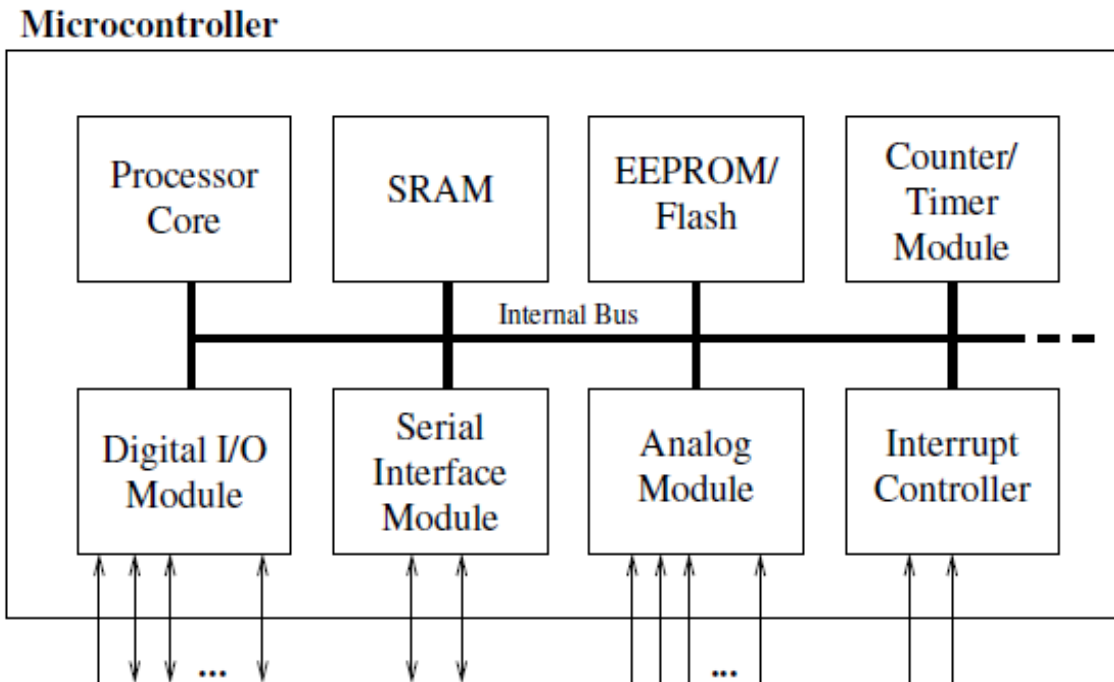 Microcontroller
Processor
Core
SRAM
EEPROM/
Flash
Counter/
Timer
Module
Internal Bus
Digital I/O
Module
Serial
Interface
Module
Analog
Module
Interrupt
Controller
...
...